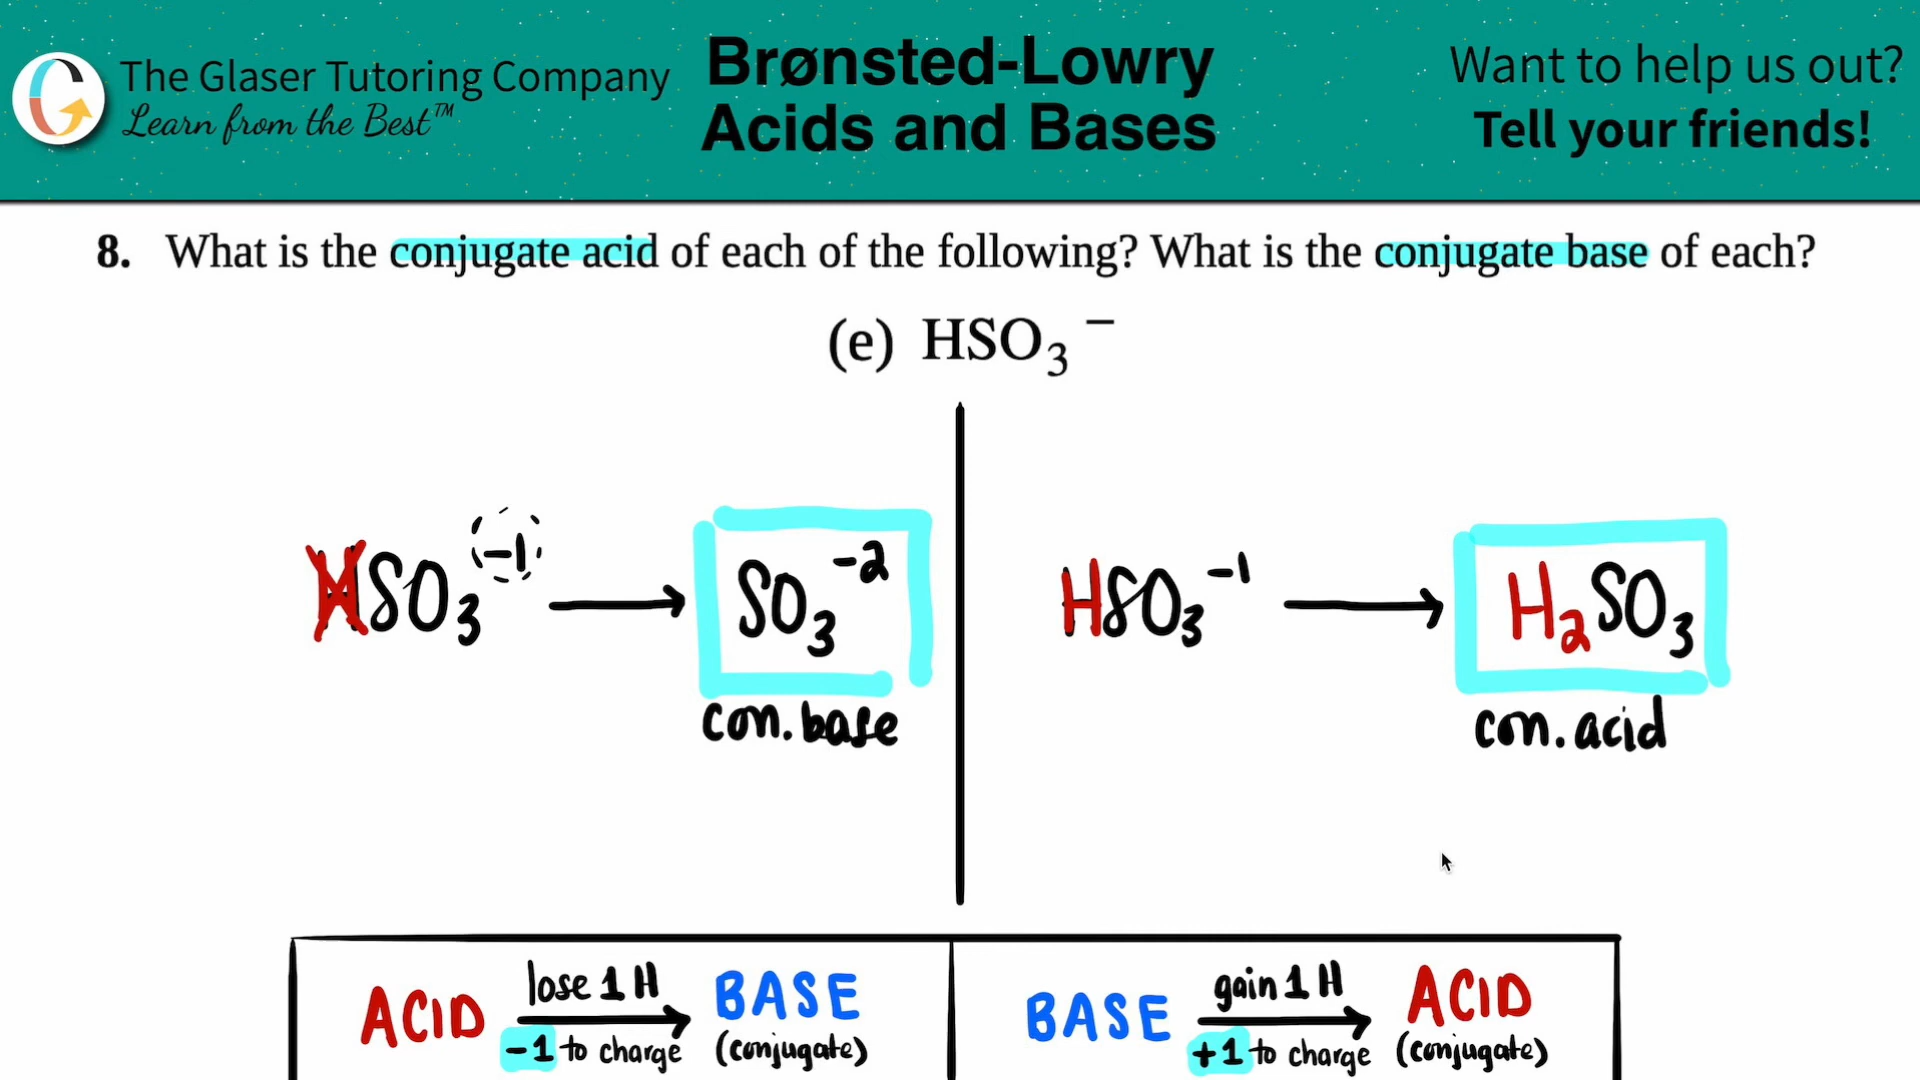 The Glaser Tutoring Company
Learn from the Best™
Brønsted-Lowry
Acids and Bases
Want to help us out?
Tell your friends!
8. What is the conjugate acid of each of the following? What is the conjugate base of each?
(e) HSO₃⁻
HSO₃⁻¹ → SO₃⁻²
con. base
HSO₃⁻¹ → H₂SO₃
con. acid
ACID lose 1 H → BASE
-1 to charge (conjugate)
BASE gain 1 H → ACID
+1 to charge (conjugate)